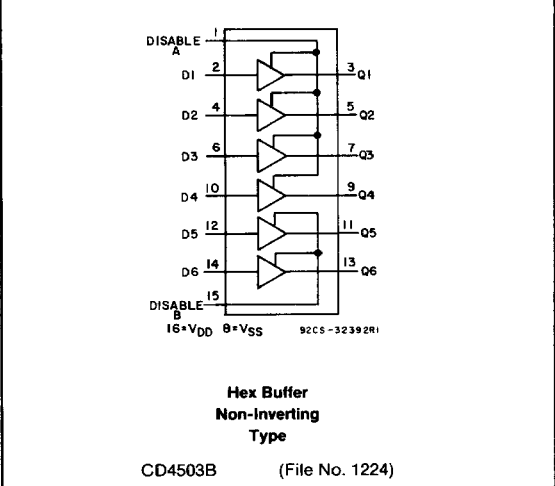 DISABLE 1
A
D1 2 3 Q1
D2 4 5 Q2
D3 6 7 Q3
D4 10 9 Q4
D5 12 11 Q5
D6 14 13 Q6
DISABLE 15
B
16=VDD 8=VSS 92CS-32392R1
Hex Buffer
Non-Inverting
Type
CD4503B (File No. 1224)